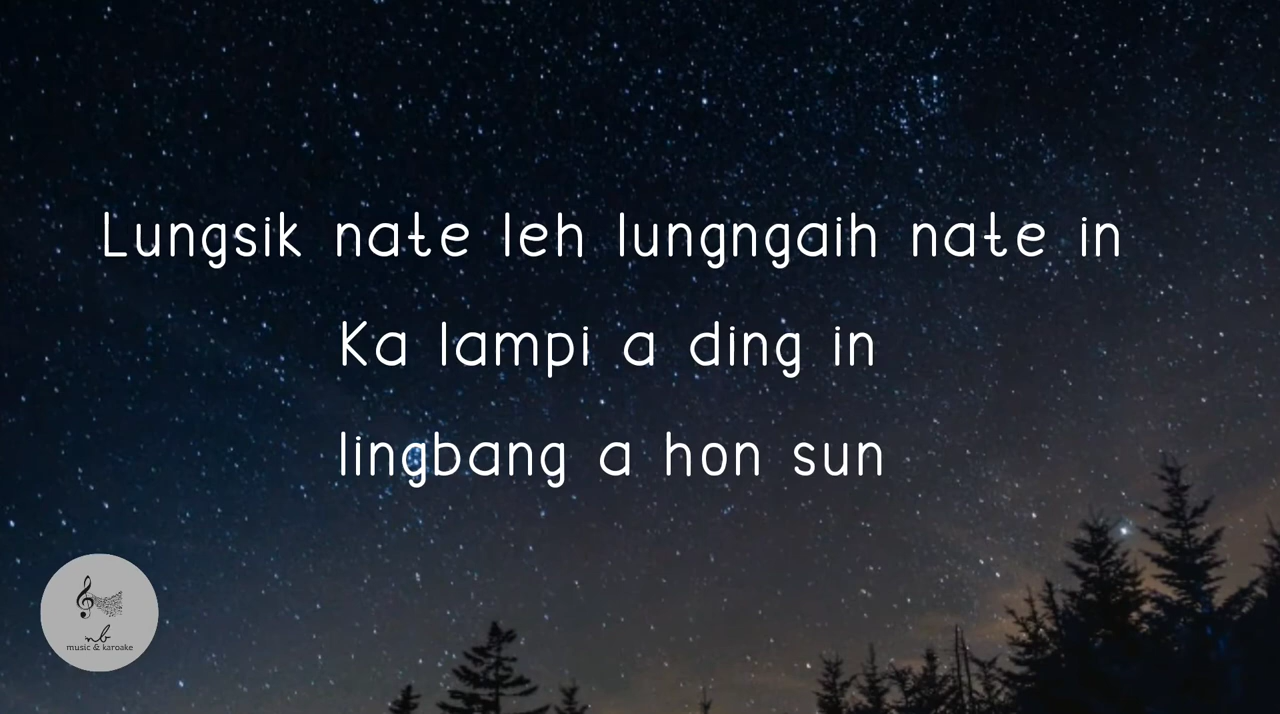 Lungsik nate leh lungngaih nate in
Ka lampi a ding in
lingbang a hon sun
nb
music & karoake